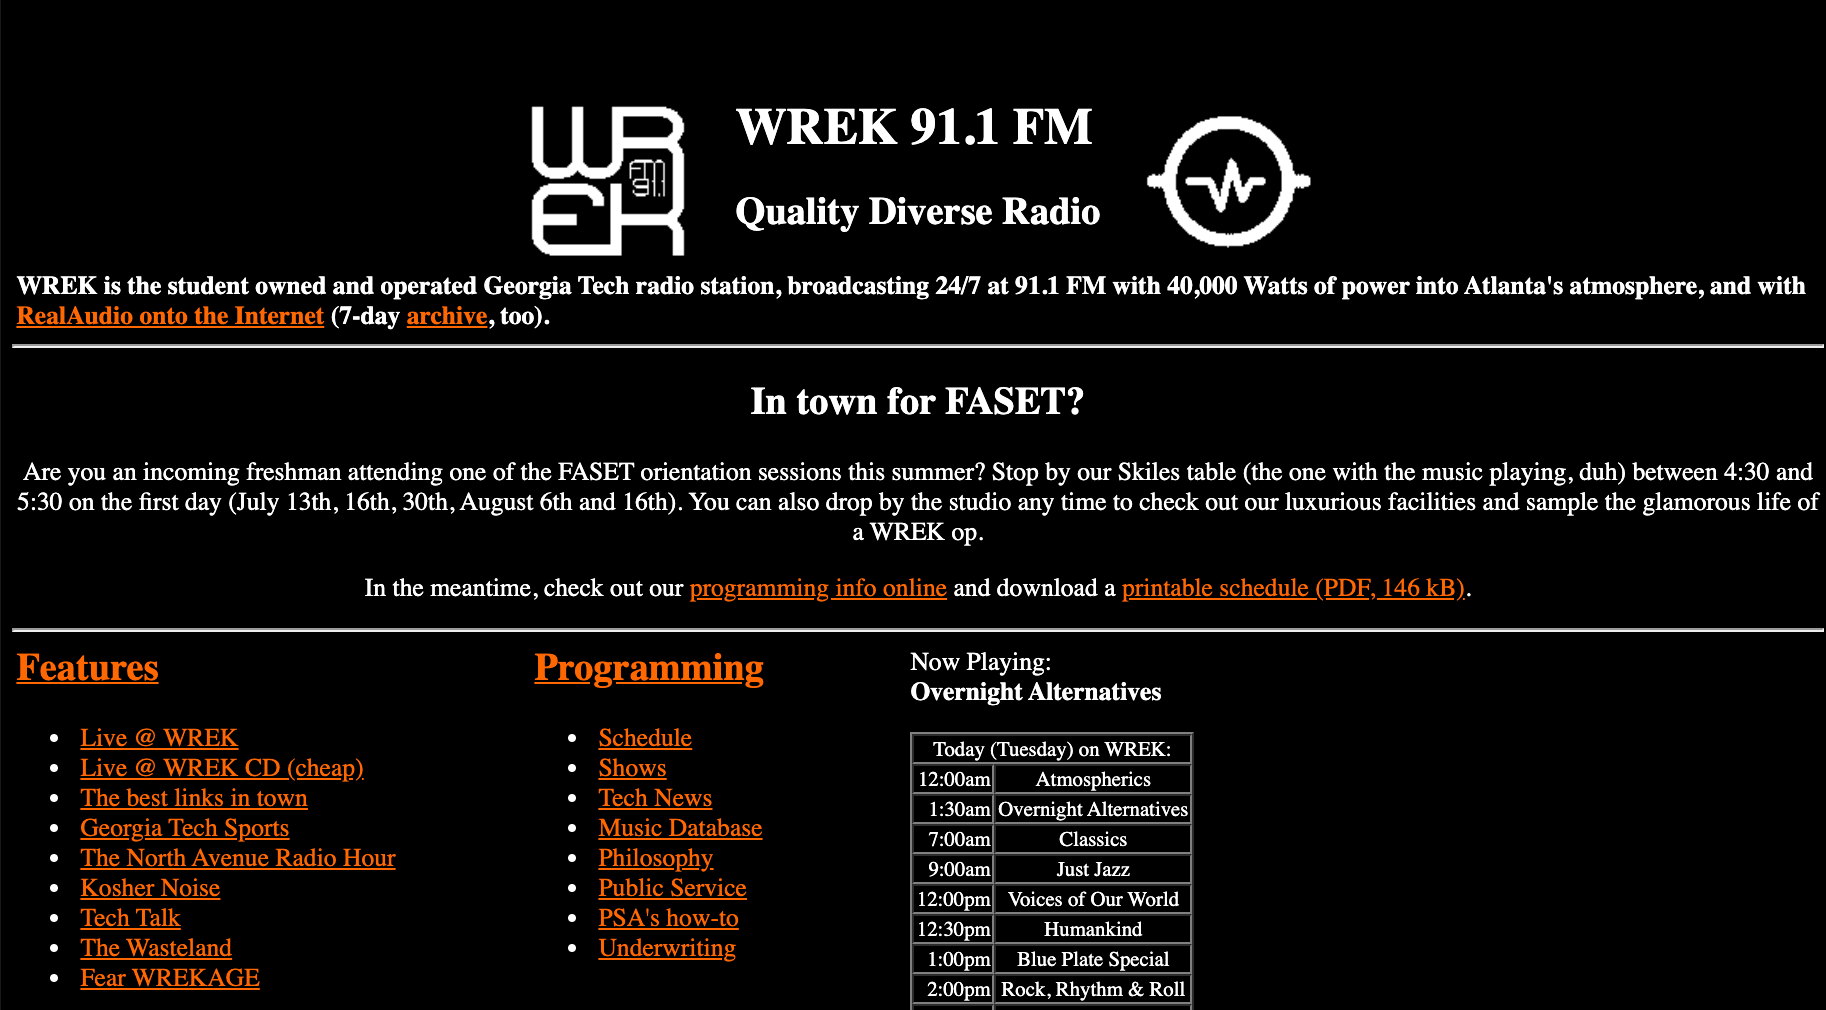 WREK FM 91.1
WREK 91.1 FM
Quality Diverse Radio
WREK is the student owned and operated Georgia Tech radio station, broadcasting 24/7 at 91.1 FM with 40,000 Watts of power into Atlanta's atmosphere, and with
RealAudio onto the Internet (7-day archive, too).
In town for FASET?
Are you an incoming freshman attending one of the FASET orientation sessions this summer? Stop by our Skiles table (the one with the music playing, duh) between 4:30 and
5:30 on the first day (July 13th, 16th, 30th, August 6th and 16th). You can also drop by the studio any time to check out our luxurious facilities and sample the glamorous life of
a WREK op.
In the meantime, check out our programming info online and download a printable schedule (PDF, 146 kB).
Features
Live @ WREK
Live @ WREK CD (cheap)
The best links in town
Georgia Tech Sports
The North Avenue Radio Hour
Kosher Noise
Tech Talk
The Wasteland
Fear WREKAGE
Programming
Schedule
Shows
Tech News
Music Database
Philosophy
Public Service
PSA's how-to
Underwriting
Now Playing:
Overnight Alternatives
Today (Tuesday) on WREK:
12:00am Atmospherics
1:30am Overnight Alternatives
7:00am Classics
9:00am Just Jazz
12:00pm Voices of Our World
12:30pm Humankind
1:00pm Blue Plate Special
2:00pm Rock, Rhythm & Roll